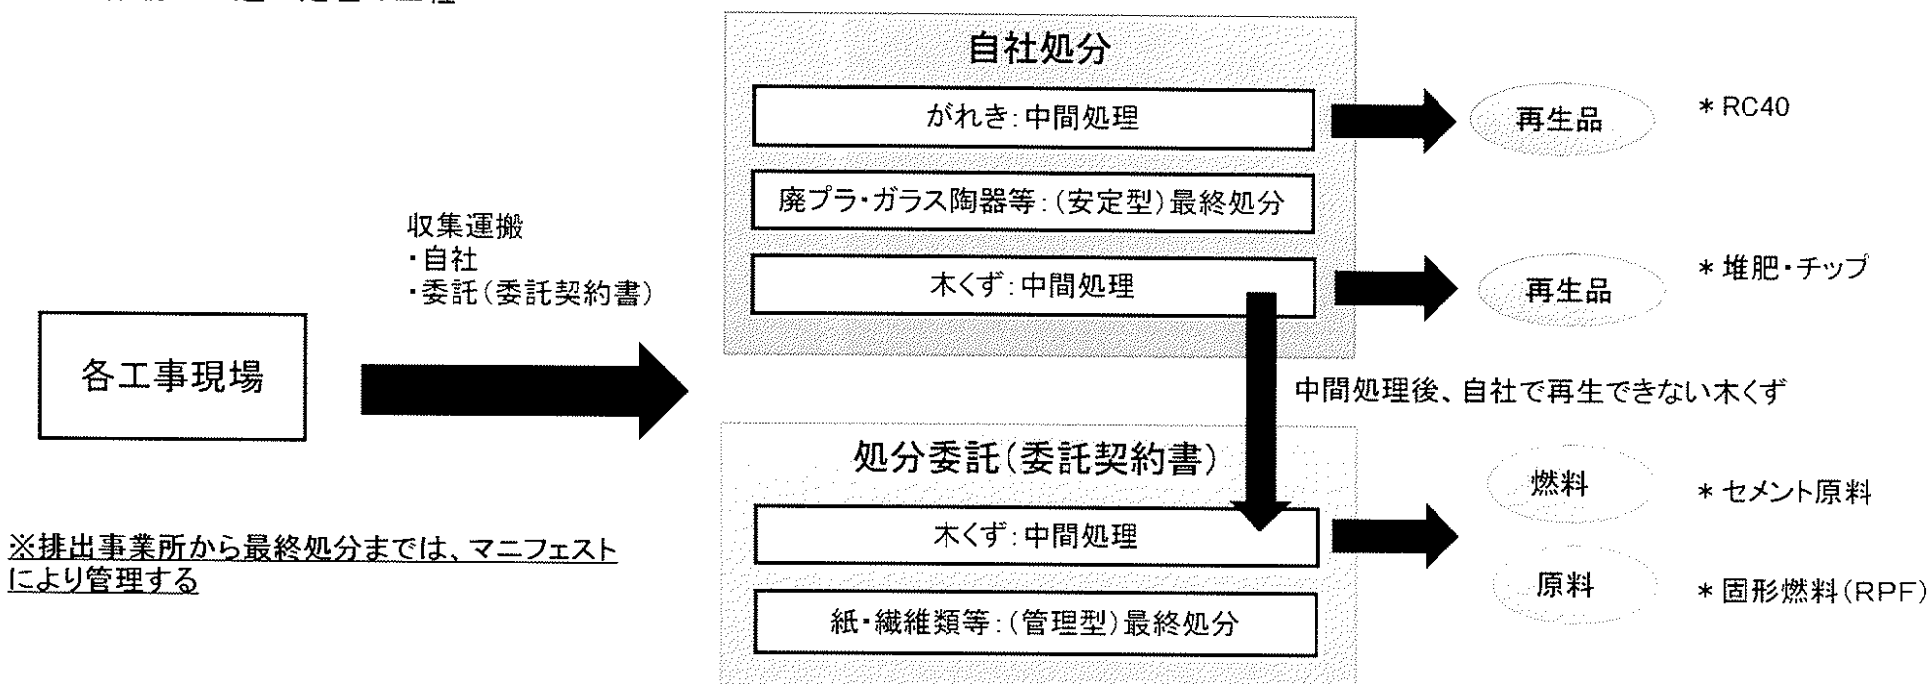 各工事現場
収集運搬
・自社
・委託(委託契約書)
※排出事業所から最終処分までは、マニフェスト
により管理する
自社処分
がれき:中間処理
再生品
*RC40
廃プラ・ガラス陶器等:(安定型)最終処分
木くず:中間処理
再生品
*堆肥・チップ
中間処理後、自社で再生できない木くず
処分委託(委託契約書)
木くず:中間処理
燃料
*セメント原料
原料
*固形燃料(RPF)
紙・繊維類等:(管理型)最終処分